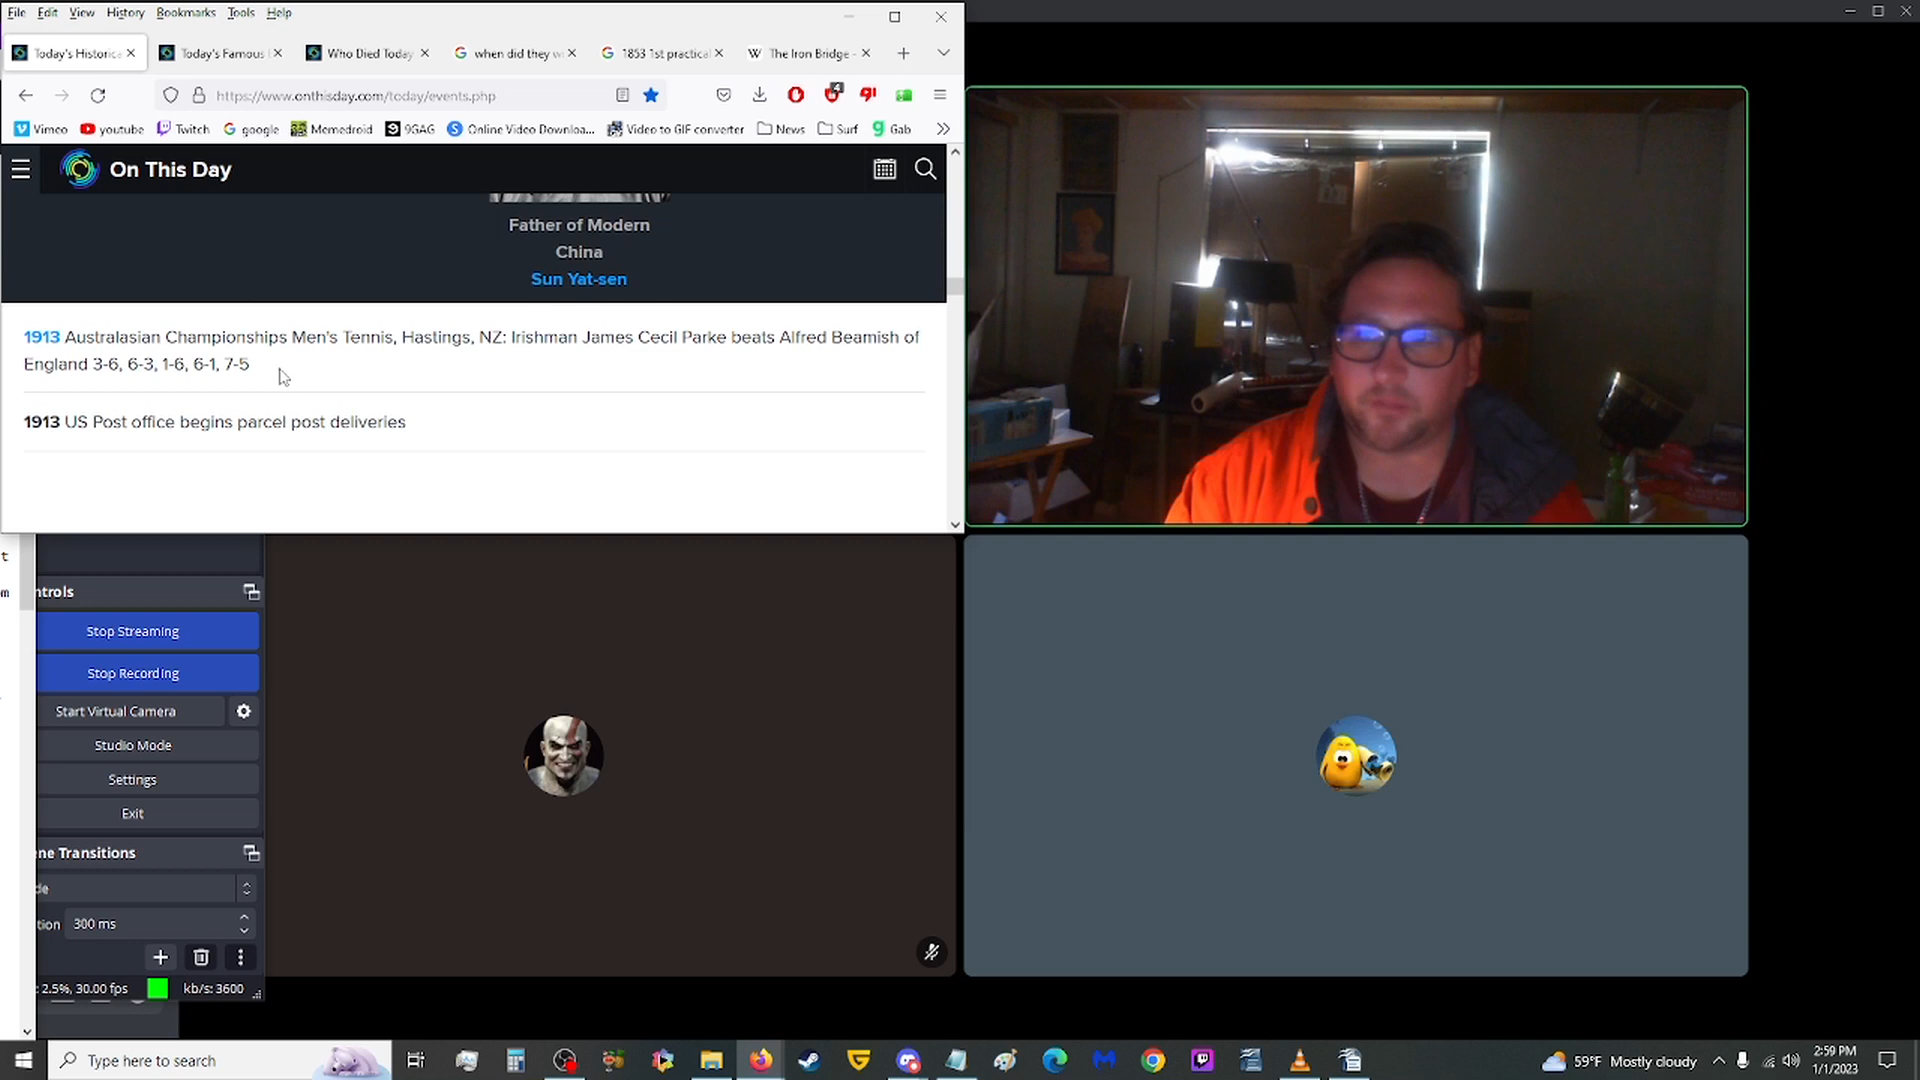 File Edit View History Bookmarks Tools Help
Today's Historica
Today's Famous
Who Died Today
when did they w
1853 1st practical
The Iron Bridge -
https://www.onthisday.com/today/events.php
4
Vimeo youtube Twitch google Memedroid 9GAG Online Video Downloa... Video to GIF converter News Surf Gab
On This Day
Father of Modern
China
Sun Yat-sen
1913 Australasian Championships Men's Tennis, Hastings, NZ: Irishman James Cecil Parke beats Alfred Beamish of
England 3-6, 6-3, 1-6, 6-1, 7-5
1913 US Post office begins parcel post deliveries
t
m
ntrols
Stop Streaming
Stop Recording
Start Virtual Camera
Studio Mode
Settings
Exit
ene Transitions
de
tion 300 ms
: 2.5%, 30.00 fps kb/s: 3600
Type here to search
59°F Mostly cloudy
2:59 PM
1/1/2023